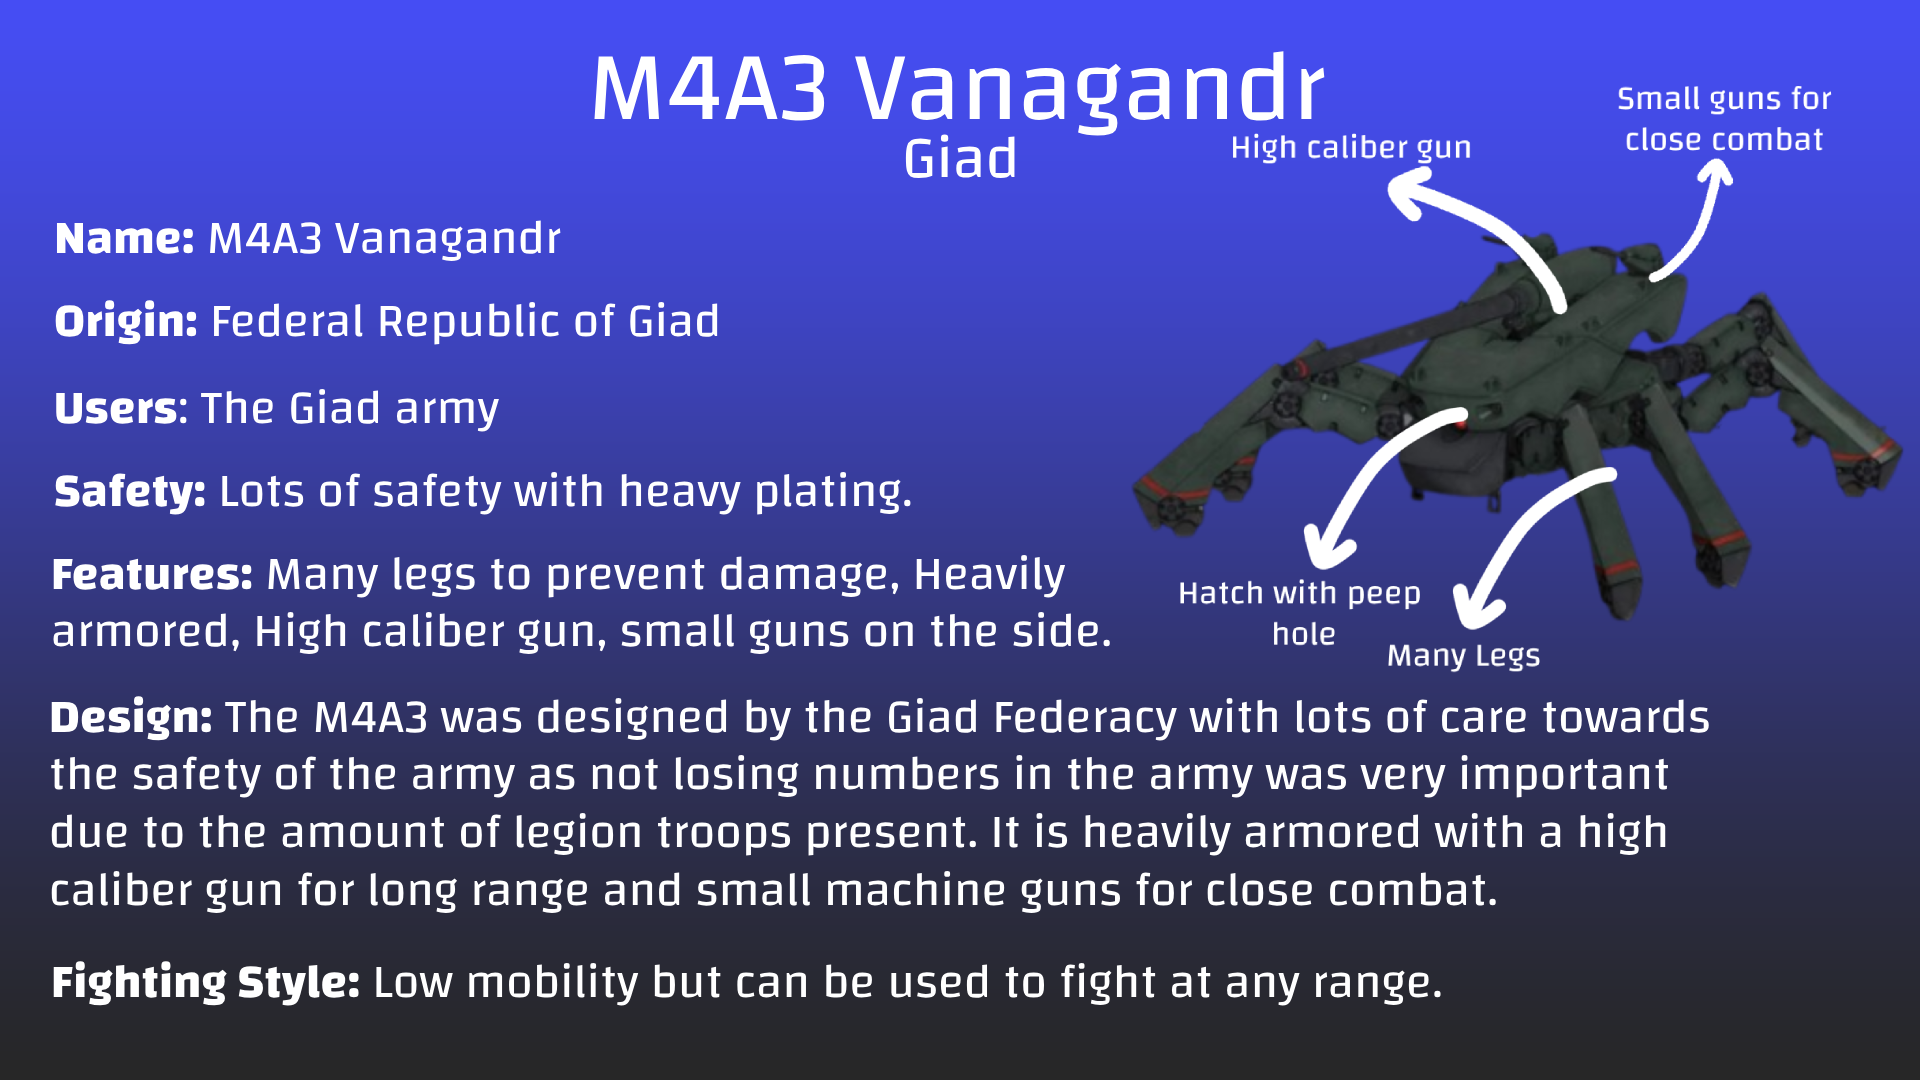 M4A3 Vanagandr
Giad
High caliber gun
Small guns for
close combat
Name: M4A3 Vanagandr
Origin: Federal Republic of Giad
Users: The Giad army
Safety: Lots of safety with heavy plating.
Features: Many legs to prevent damage, Heavily
armored, High caliber gun, small guns on the side.
Hatch with peep
hole
Many Legs
Design: The M4A3 was designed by the Giad Federacy with lots of care towards
the safety of the army as not losing numbers in the army was very important
due to the amount of legion troops present. It is heavily armored with a high
caliber gun for long range and small machine guns for close combat.
Fighting Style: Low mobility but can be used to fight at any range.